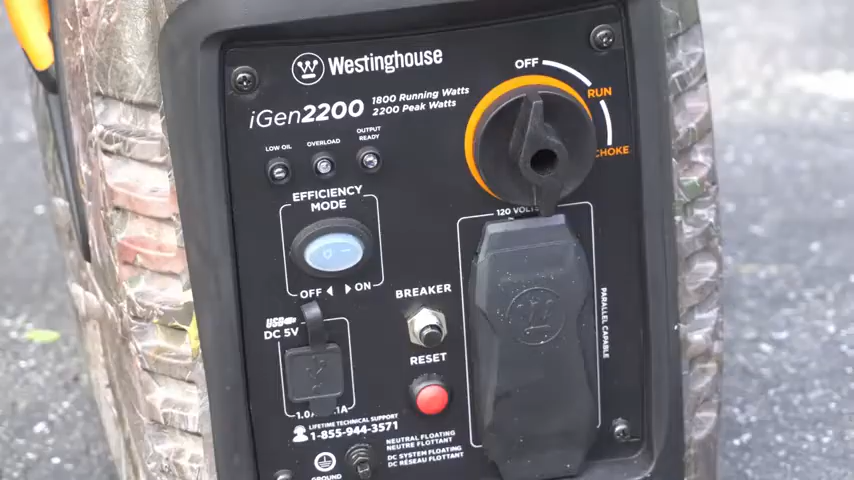 Westinghouse
iGen2200
1800 Running Watts
2200 Peak Watts
OFF
RUN
CHOKE
LOW OIL
OVERLOAD
OUTPUT
READY
EFFICIENCY
MODE
OFF ◀ ▶ ON
120 VOLTS
BREAKER
RESET
USB
DC 5V
PARALLEL CAPABLE
LIFETIME TECHNICAL SUPPORT
1-855-944-3571
NEUTRAL FLOATING
NEUTRE FLOTTANT
DC SYSTEM FLOATING
DC RÉSEAU FLOTTANT
GROUND